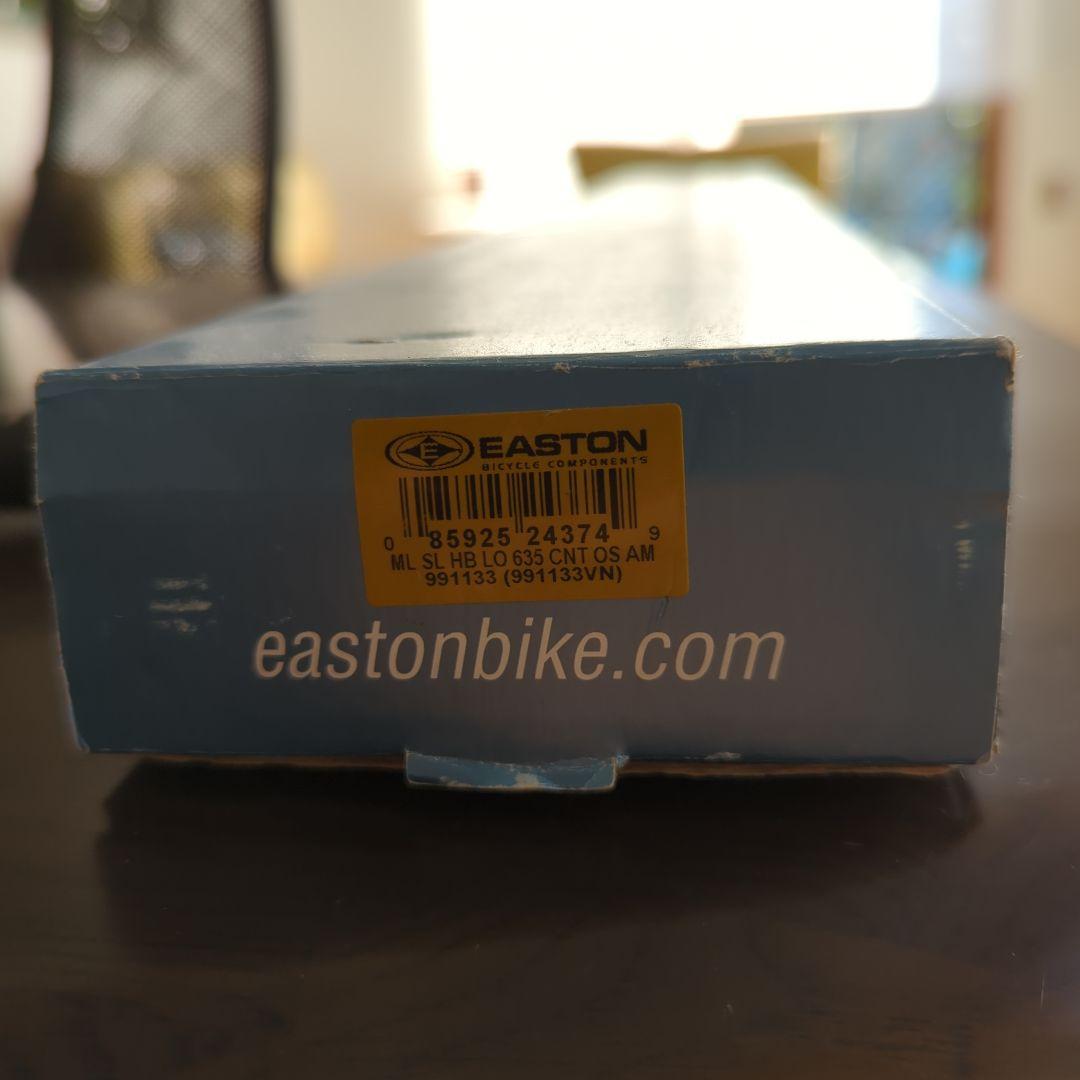 E EASTON
BICYCLE COMPONENTS
0 85925 24374 9
ML SL HB LO 635 CNT OS AM
991133 (991133VN)
eastonbike.com